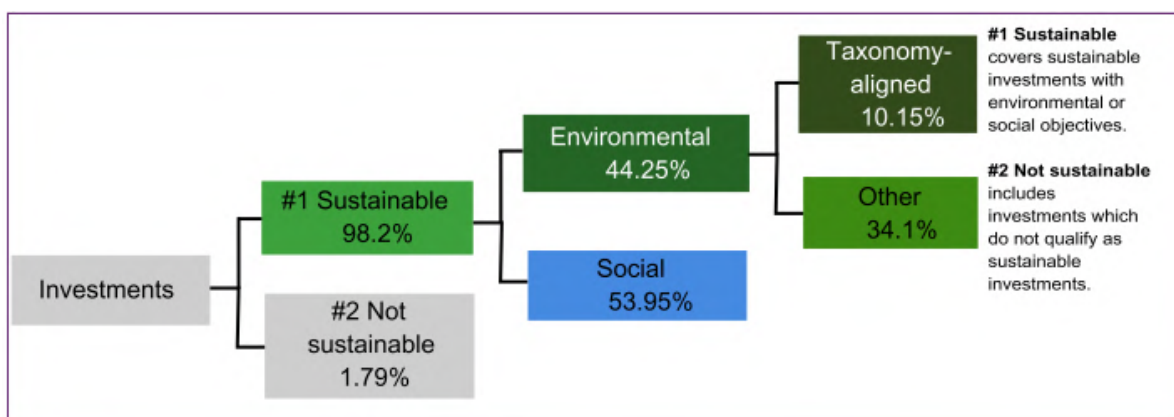 Investments
#1 Sustainable
98.2%
#2 Not
sustainable
1.79%
Environmental
44.25%
Social
53.95%
Taxonomy-
aligned
10.15%
Other
34.1%
#1 Sustainable
covers sustainable
investments with
environmental or
social objectives.
#2 Not sustainable
includes
investments which
do not qualify as
sustainable
investments.